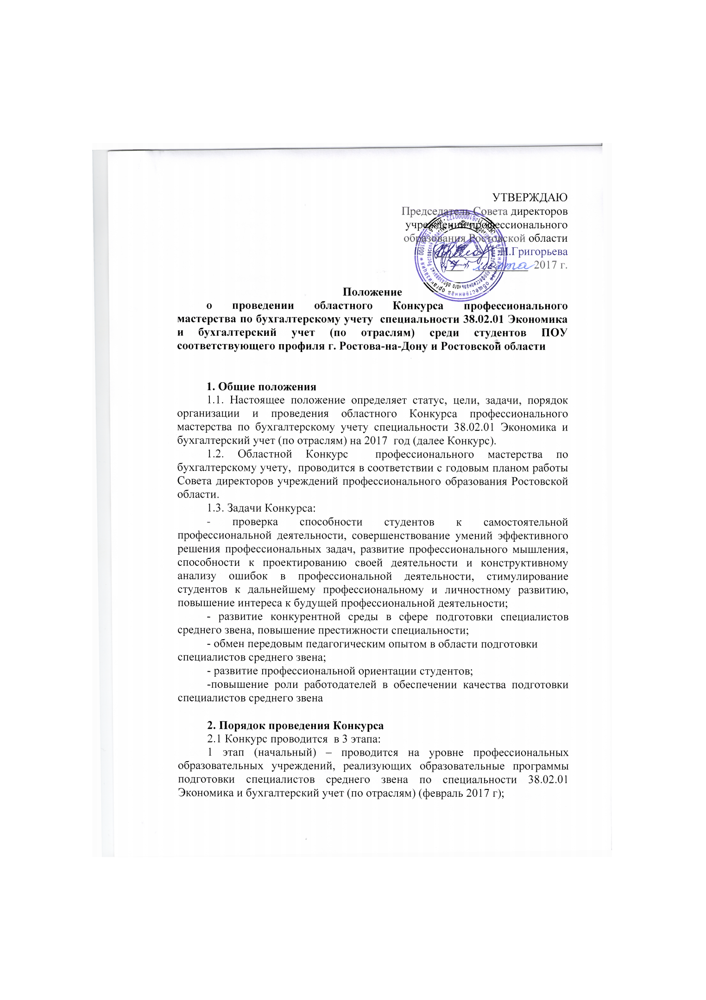 УТВЕРЖДАЮ
Председатель Совета директоров
учреждений профессионального
образования Ростовской области
Н.Григорьева
« 7 » марта 2017 г.
Положение
о проведении областного Конкурса профессионального
мастерства по бухгалтерскому учету специальности 38.02.01 Экономика
и бухгалтерский учет (по отраслям) среди студентов ПОУ
соответствующего профиля г. Ростова-на-Дону и Ростовской области
1. Общие положения
1.1. Настоящее положение определяет статус, цели, задачи, порядок
организации и проведения областного Конкурса профессионального
мастерства по бухгалтерскому учету специальности 38.02.01 Экономика и
бухгалтерский учет (по отраслям) на 2017 год (далее Конкурс).
1.2. Областной Конкурс профессионального мастерства по
бухгалтерскому учету, проводится в соответствии с годовым планом работы
Совета директоров учреждений профессионального образования Ростовской
области.
1.3. Задачи Конкурса:
- проверка способности студентов к самостоятельной
профессиональной деятельности, совершенствование умений эффективного
решения профессиональных задач, развитие профессионального мышления,
способности к проектированию своей деятельности и конструктивному
анализу ошибок в профессиональной деятельности, стимулирование
студентов к дальнейшему профессиональному и личностному развитию,
повышение интереса к будущей профессиональной деятельности;
- развитие конкурентной среды в сфере подготовки специалистов
среднего звена, повышение престижности специальности;
- обмен передовым педагогическим опытом в области подготовки
специалистов среднего звена;
- развитие профессиональной ориентации студентов;
-повышение роли работодателей в обеспечении качества подготовки
специалистов среднего звена
2. Порядок проведения Конкурса
2.1 Конкурс проводится в 3 этапа:
1 этап (начальный) – проводится на уровне профессиональных
образовательных учреждений, реализующих образовательные программы
подготовки специалистов среднего звена по специальности 38.02.01
Экономика и бухгалтерский учет (по отраслям) (февраль 2017 г);